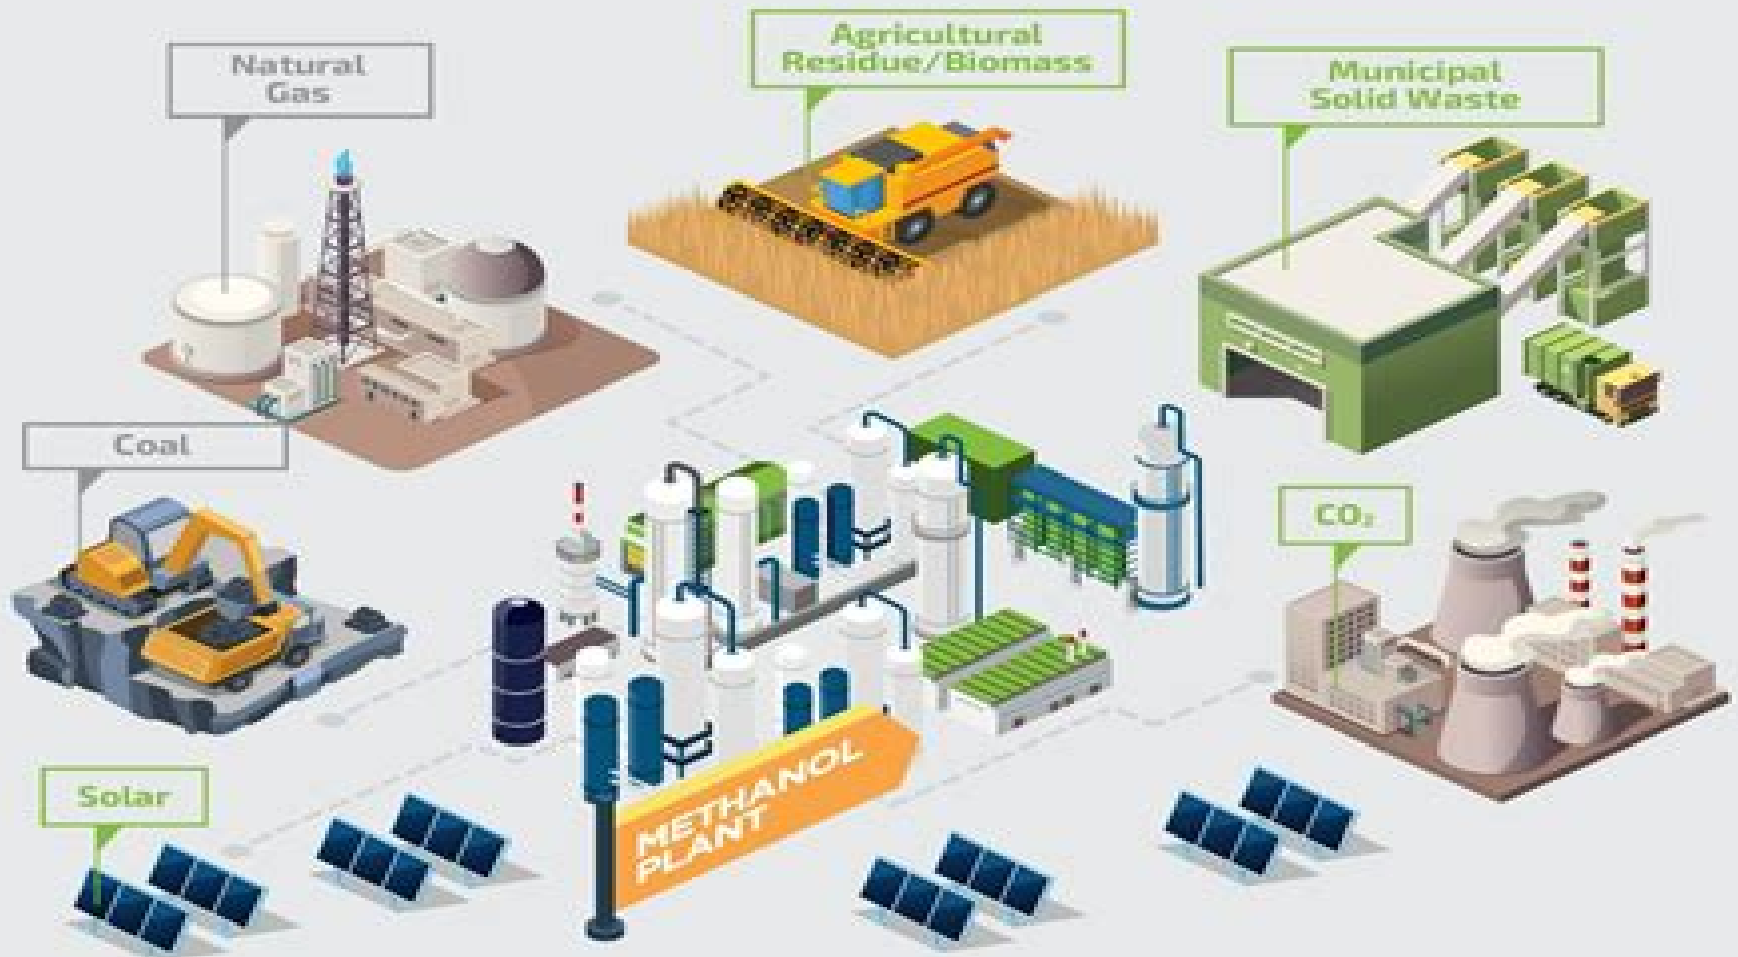 Natural
Gas
Agricultural
Residue/Biomass
Municipal
Solid Waste
Coal
CO₂
Solar
METHANOL
PLANT